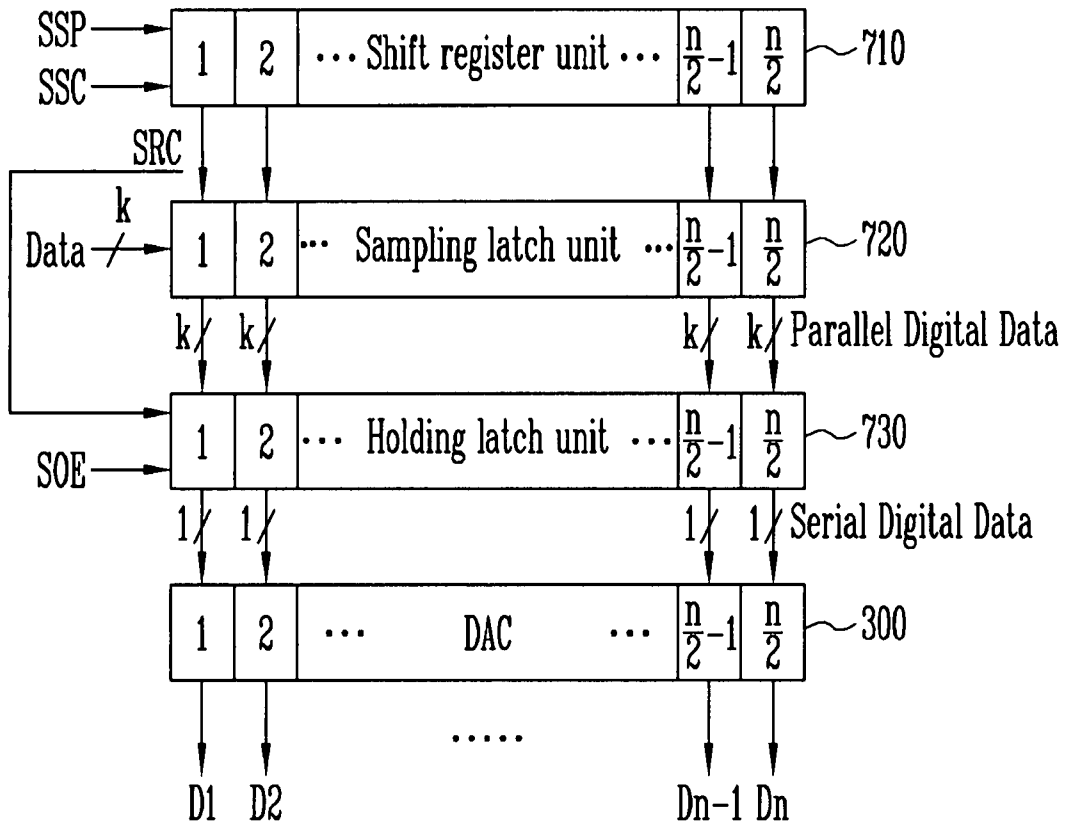 SSP
SSC
1 2 ... Shift register unit ... n/2-1 n/2
710
SRC
k
Data
1 2 ... Sampling latch unit ... n/2-1 n/2
720
k k k k Parallel Digital Data
1 2 ... Holding latch unit ... n/2-1 n/2
730
SOE
1 1 1 1 Serial Digital Data
1 2 ... DAC ... n/2-1 n/2
300
.....
D1 D2 Dn-1 Dn